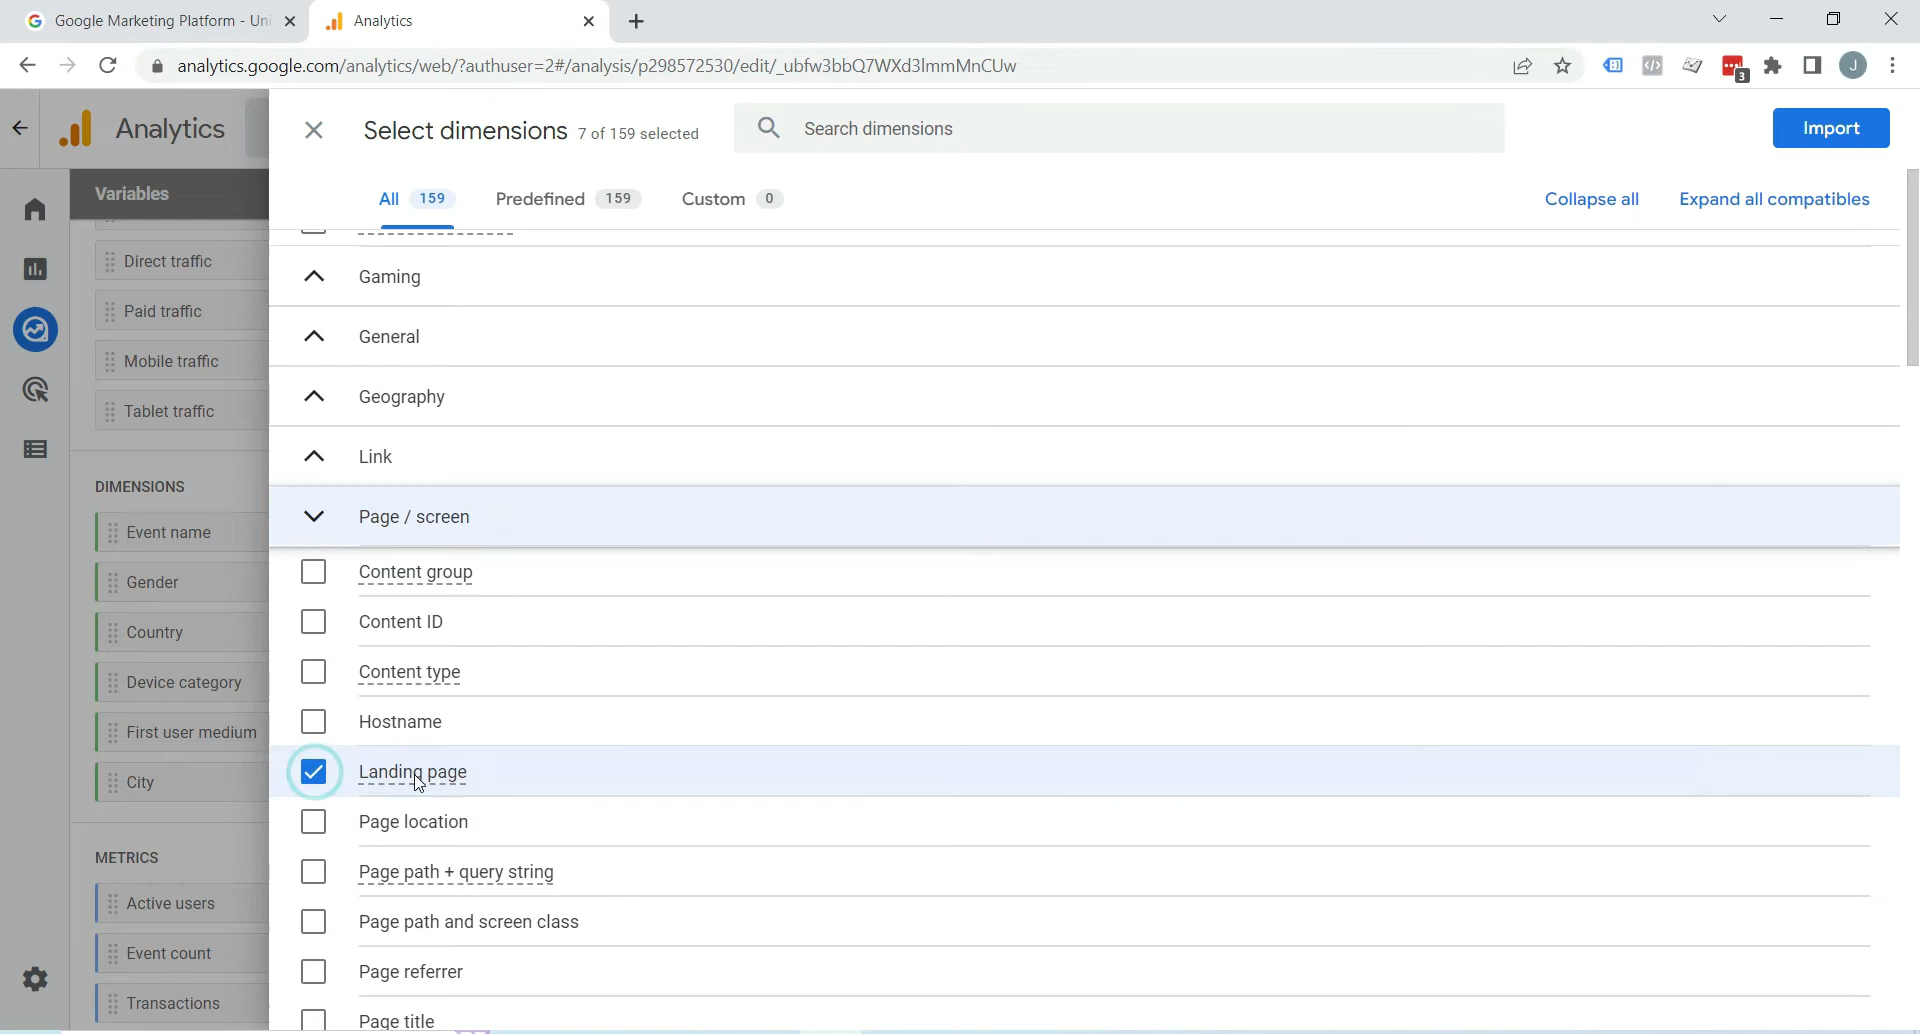 Google Marketing Platform - Uni
Analytics
analytics.google.com/analytics/web/?authuser=2#/analysis/p298572530/edit/_ubfw3bbQ7WXd3lmmMnCUw
3
J
Analytics
Select dimensions 7 of 159 selected
Search dimensions
Import
Variables
All 159
Predefined 159
Custom 0
Collapse all
Expand all compatibles
Direct traffic
Paid traffic
Mobile traffic
Tablet traffic
DIMENSIONS
Event name
Gender
Country
Device category
First user medium
City
METRICS
Active users
Event count
Transactions
Gaming
General
Geography
Link
Page / screen
Content group
Content ID
Content type
Hostname
Landing page
Page location
Page path + query string
Page path and screen class
Page referrer
Page title